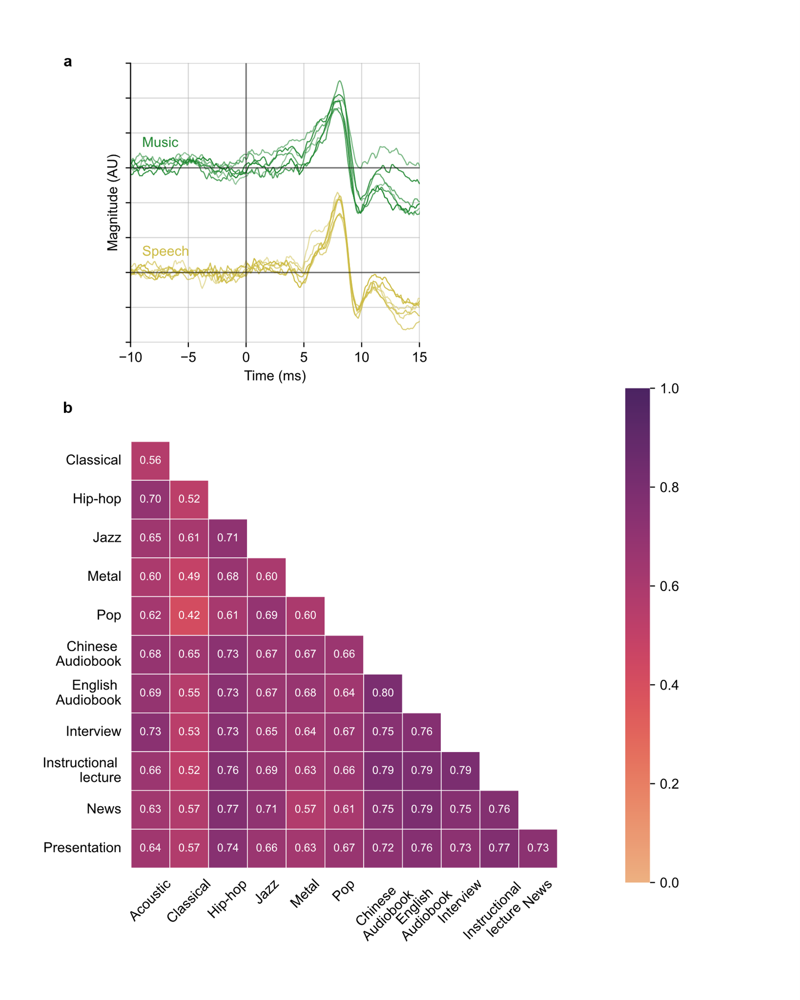 a
Music
Speech
Magnitude (AU)
−10 −5 0 5 10 15
Time (ms)
b
1.0
0.8
0.6
0.4
0.2
0.0
Classical 0.56
Hip-hop 0.70 0.52
Jazz 0.65 0.61 0.71
Metal 0.60 0.49 0.68 0.60
Pop 0.62 0.42 0.61 0.69 0.60
Chinese
Audiobook 0.68 0.65 0.73 0.67 0.67 0.66
English
Audiobook 0.69 0.55 0.73 0.67 0.68 0.64 0.80
Interview 0.73 0.53 0.73 0.65 0.64 0.67 0.75 0.76
Instructional
lecture 0.66 0.52 0.76 0.69 0.63 0.66 0.79 0.79 0.79
News 0.63 0.57 0.77 0.71 0.57 0.61 0.75 0.79 0.75 0.76
Presentation 0.64 0.57 0.74 0.66 0.63 0.67 0.72 0.76 0.73 0.77 0.73
Acoustic
Classical
Hip-hop
Jazz
Metal
Pop
Chinese
Audiobook
English
Audiobook
Interview
Instructional
lecture
News